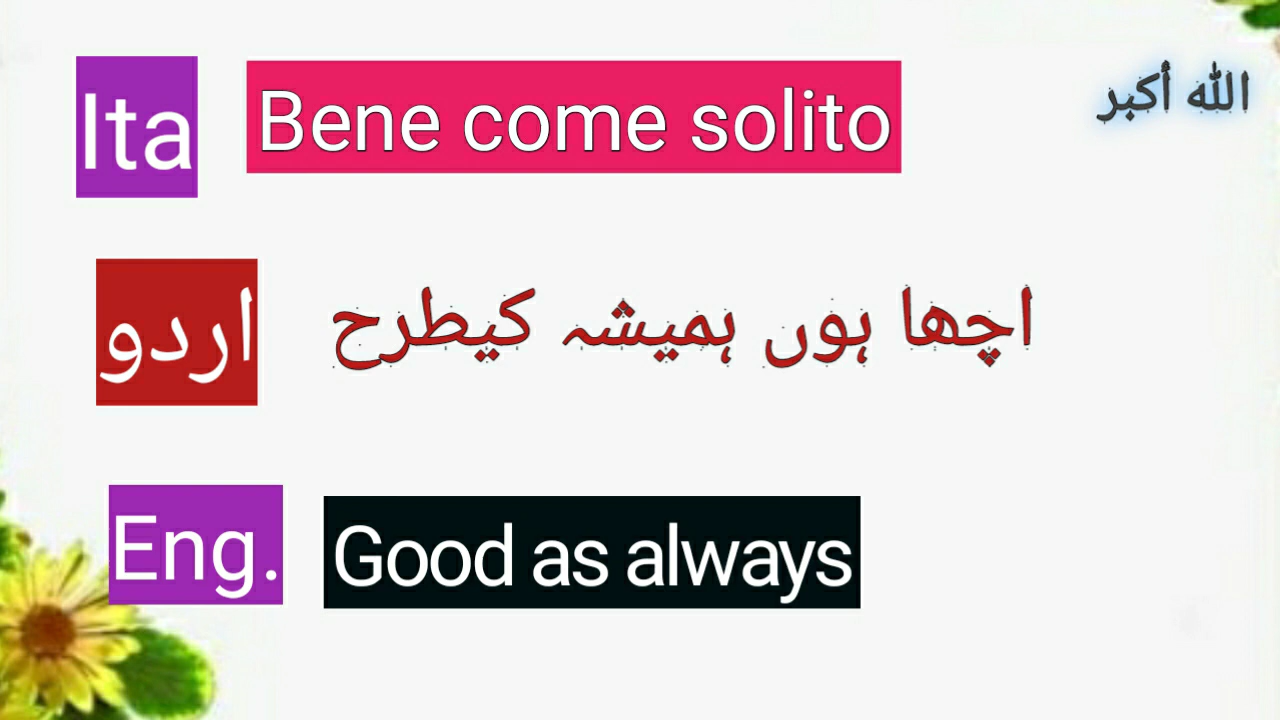 Ita Bene come solito
الله أكبر
اردو اچھا ہوں ہمیشہ کیطرح
Eng. Good as always